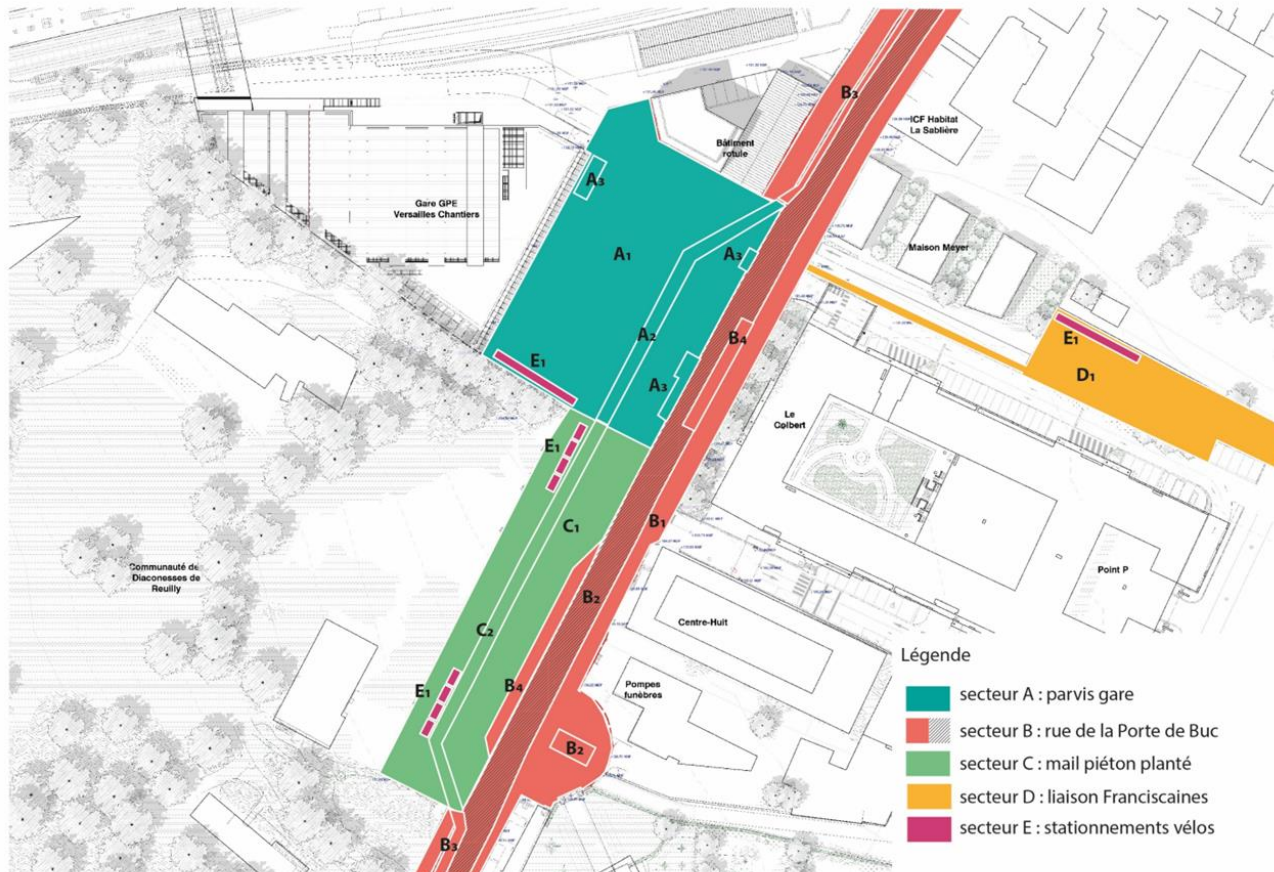 B3
ICF Habitat
La Sablière
Bâtiment
rotule
A3
Gare GPE
Versailles Chantiers
A1
A3
Maison Meyer
A2
B4
E1
E1
D1
A3
Le
Colbert
E1
C1
B1
Communauté de
Diaconesses de
Reuilly
B2
Point P
C2
Centre-Huit
E1
B4
Pompes
funèbres
B2
B3
Légende
secteur A : parvis gare
secteur B : rue de la Porte de Buc
secteur C : mail piéton planté
secteur D : liaison Franciscaines
secteur E : stationnements vélos